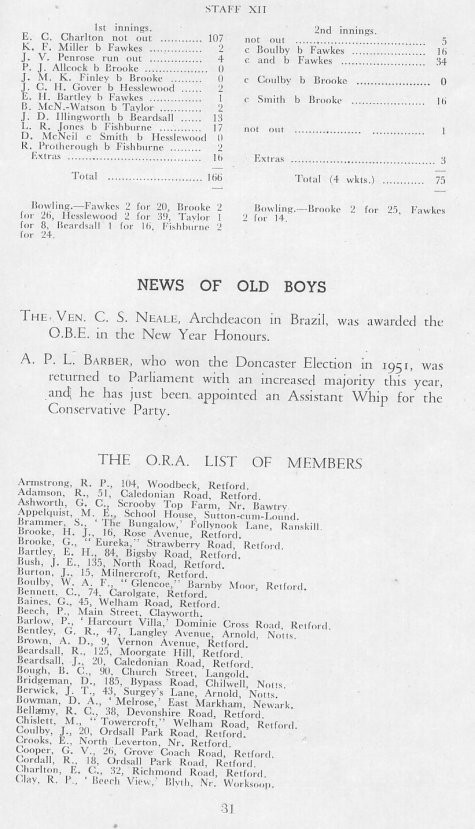 STAFF XII
1st innings.
E. C. Charlton not out ............ 107
K. F. Miller b Fawkes ............... 2
J. V. Penrose run out ............... 4
P. J. Allcock b Brooke .............. 0
J. M. K. Finley b Brooke ......... 0
J. C. H. Gover b Hesslewood ...... 2
E. H. Bartley b Fawkes ............ 1
B. McN.-Watson b Taylor ......... 2
J. D. Illingworth b Beardsall ...... 13
L. R. Jones b Fishburne ............ 17
D. McNeil c Smith b Hesslewood 0
R. Protherough b Fishburne ......... 2
Extras .................................... 16
Total ........................ 166
Bowling.—Fawkes 2 for 20, Brooke 2
for 26, Hesslewood 2 for 39, Taylor 1
for 8, Beardsall 1 for 16, Fishburne 2
for 24.
2nd innings.
not out ................................. 5
c Boulby b Fawkes .................. 16
c and b Fawkes ..................... 34
c Coulby b Brooke .................. 0
c Smith b Brooke .................. 16
not out ............... ............... 1
Extras .................................... 3
Total (4 wkts.) ............ 75
Bowling.—Brooke 2 for 25, Fawkes
2 for 14.
NEWS OF OLD BOYS
THE VEN. C. S. NEALE, Archdeacon in Brazil, was awarded the
O.B.E. in the New Year Honours.
A. P. L. BARBER, who won the Doncaster Election in 1951, was
returned to Parliament with an increased majority this year,
and he has just been appointed an Assistant Whip for the
Conservative Party.
THE O.R.A. LIST OF MEMBERS
Armstrong, R. P., 104, Woodbeck, Retford.
Adamson, R., 51, Caledonian Road, Retford.
Ashworth, G. C., Scrooby Top Farm, Nr. Bawtry
Appelquist, M. E., School House, Sutton-cum-Lound.
Brammer, S., 'The Bungalow,' Follynook Lane, Ranskill.
Brooke, H. J., 16, Rose Avenue, Retford.
Brooke, G., "Eureka," Strawberry Road, Retford.
Bartley, E. H., 84, Bigsby Road, Retford.
Bush, J. E., 135, North Road, Retford.
Burton, J., 15, Milnercroft, Retford.
Boulby, W. A. F., "Glencoe," Barnby Moor, Retford.
Bennett, C., 74, Carolgate, Retford.
Baines, G., 45, Welham Road, Retford.
Beech, P., Main Street, Clayworth.
Barlow, P., 'Harcourt Villa,' Dominie Cross Road, Retford.
Bentley, G. R., 47, Langley Avenue, Arnold, Notts.
Brown, A. D., 9, Vernon Avenue, Retford.
Beardsall, R., 125, Moorgate Hill, Retford.
Beardsall, J., 20, Caledonian Road, Retford.
Bough, B. C., 90, Church Street, Langold.
Bridgeman, D., 185, Bypass Road, Chilwell, Notts.
Berwick, J. T., 43, Surgey's Lane, Arnold, Notts.
Bowman, D. A., 'Melrose,' East Markham, Newark.
Bellamy, R. C., 38, Devonshire Road, Retford.
Chislett, M., "Towercroft," Welham Road, Retford.
Coulby, J., 20, Ordsall Park Road, Retford.
Crooks, E., North Leverton, Nr. Retford.
Cooper, G. V., 26, Grove Coach Road, Retford.
Cordall, R., 18, Ordsall Park Road, Retford.
Charlton, E. C., 32, Richmond Road, Retford.
Clay, R. P., 'Beech View,' Blyth, Nr. Worksop.
31